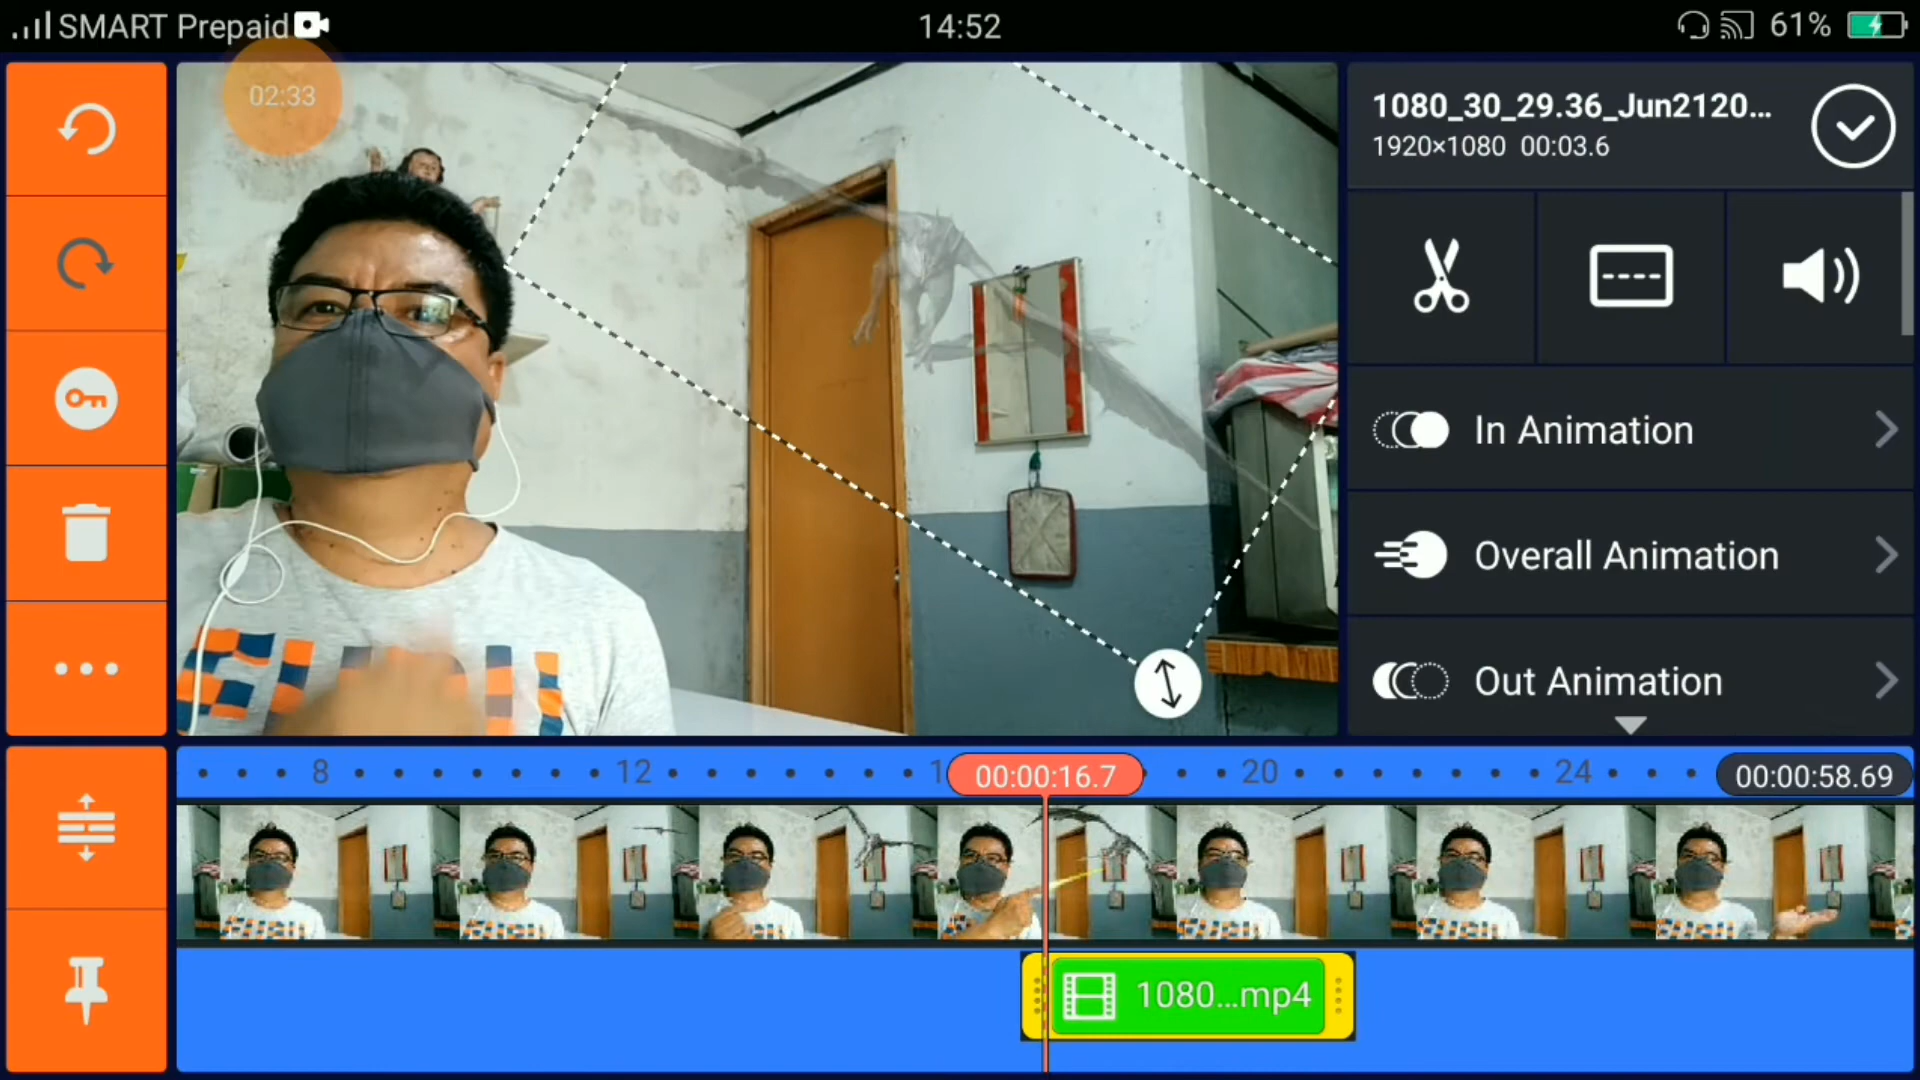 SMART Prepaid
14:52
61%
02:33
1080_30_29.36_Jun2120...
1920×1080 00:03.6
In Animation
Overall Animation
Out Animation
8
12
1
00:00:16.7
20
24
00:00:58.69
1080...mp4